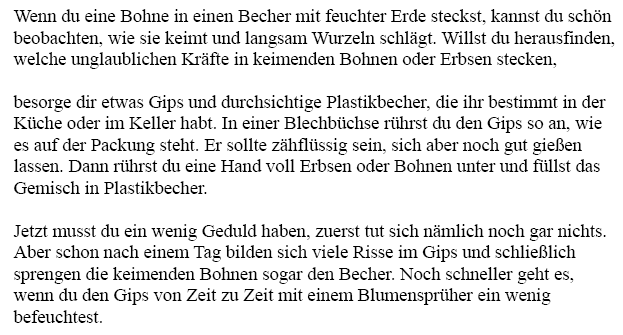 Wenn du eine Bohne in einen Becher mit feuchter Erde steckst, kannst du schön
beobachten, wie sie keimt und langsam Wurzeln schlägt. Willst du herausfinden,
welche unglaublichen Kräfte in keimenden Bohnen oder Erbsen stecken,
besorge dir etwas Gips und durchsichtige Plastikbecher, die ihr bestimmt in der
Küche oder im Keller habt. In einer Blechbüchse rührst du den Gips so an, wie
es auf der Packung steht. Er sollte zähflüssig sein, sich aber noch gut gießen
lassen. Dann rührst du eine Hand voll Erbsen oder Bohnen unter und füllst das
Gemisch in Plastikbecher.
Jetzt musst du ein wenig Geduld haben, zuerst tut sich nämlich noch gar nichts.
Aber schon nach einem Tag bilden sich viele Risse im Gips und schließlich
sprengen die keimenden Bohnen sogar den Becher. Noch schneller geht es,
wenn du den Gips von Zeit zu Zeit mit einem Blumensprüher ein wenig
befeuchtest.